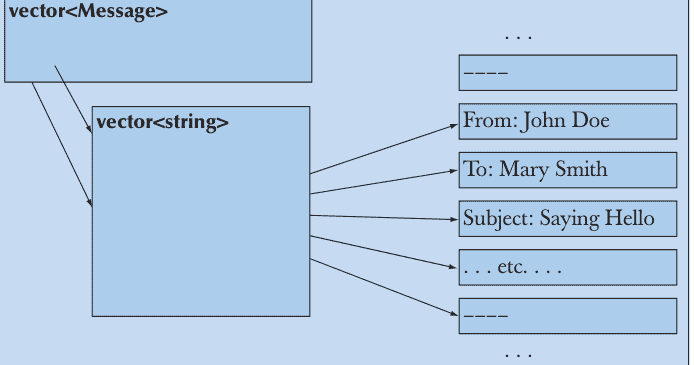 vector<Message>
vector<string>
. . .
----
From: John Doe
To: Mary Smith
Subject: Saying Hello
. . . etc. . . .
----
. . .